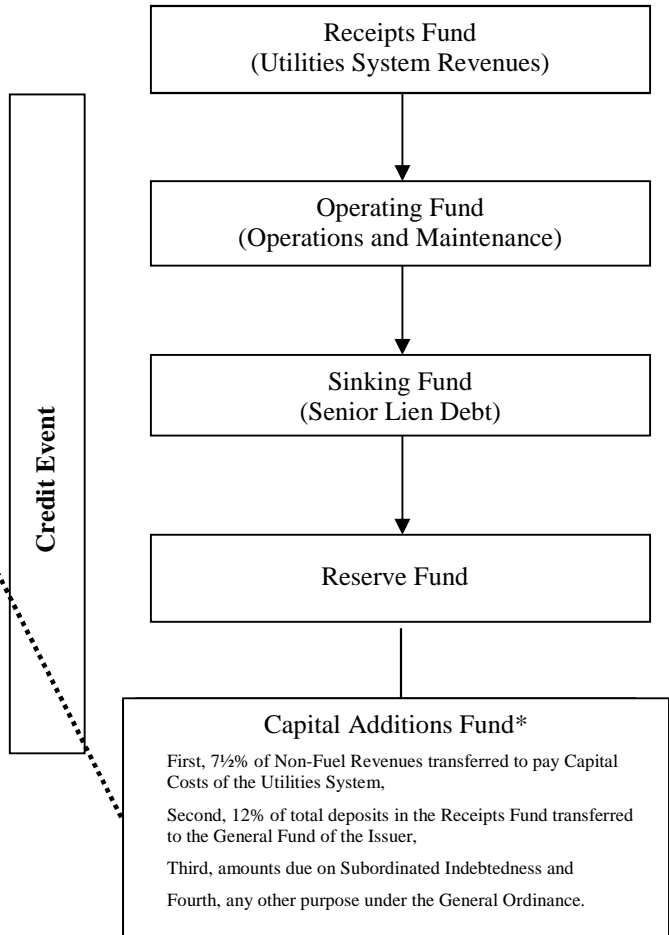 Receipts Fund
(Utilities System Revenues)
Operating Fund
(Operations and Maintenance)
Sinking Fund
(Senior Lien Debt)
Credit Event
Reserve Fund
Capital Additions Fund*
First, 7½% of Non-Fuel Revenues transferred to pay Capital
Costs of the Utilities System,
Second, 12% of total deposits in the Receipts Fund transferred
to the General Fund of the Issuer,
Third, amounts due on Subordinated Indebtedness and
Fourth, any other purpose under the General Ordinance.